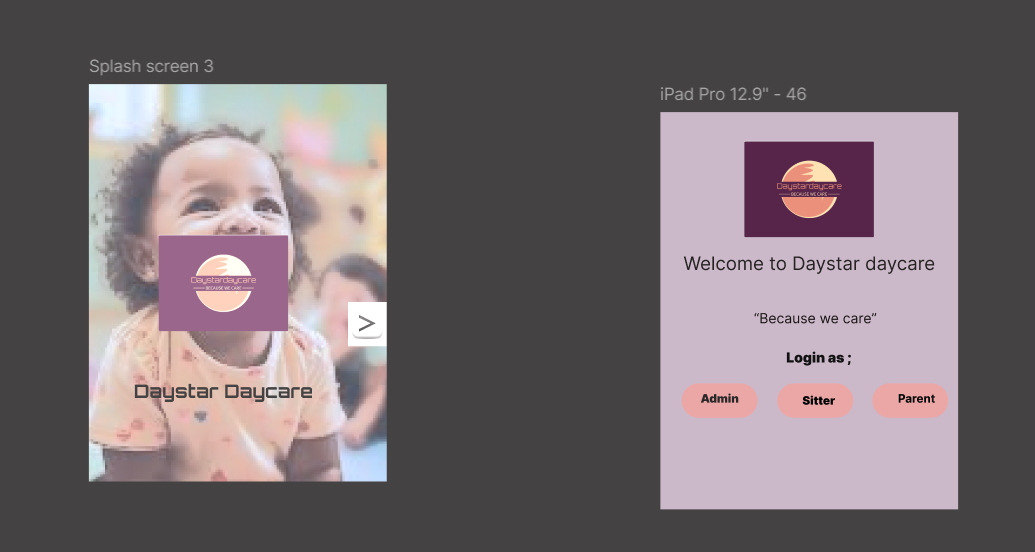 Splash screen 3
Daystardaycare
BECAUSE WE CARE
>
Daystar Daycare
iPad Pro 12.9" - 46
Daystardaycare
BECAUSE WE CARE
Welcome to Daystar daycare
“Because we care”
Login as ;
Admin Sitter Parent